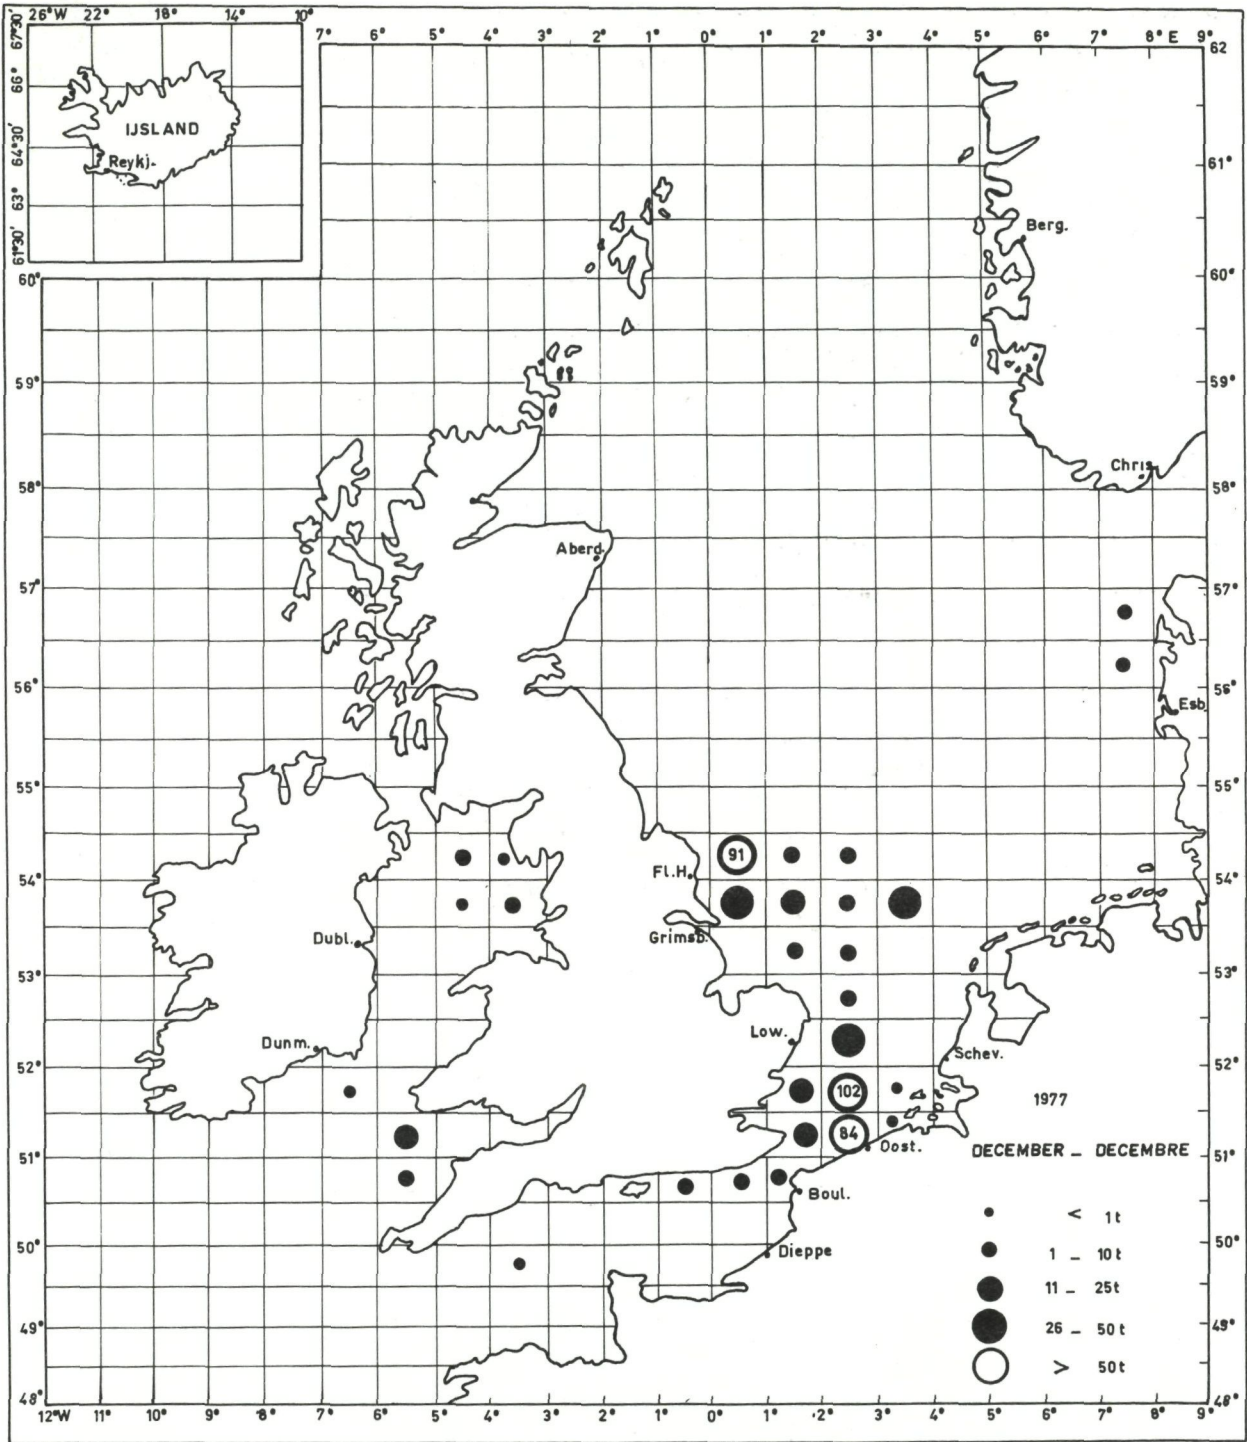 26°W 22° 18° 14° 10°
67°30'
66°
64°30'
63°
61°30'
IJSLAND
Reykj.
7° 6° 5° 4° 3° 2° 1° 0° 1° 2° 3° 4° 5° 6° 7° 8° E 9°
62
61°
60°
59°
58°
57°
56°
55°
54°
53°
52°
51°
50°
49°
48°
60°
59°
58°
57°
56°
55°
54°
53°
52°
51°
50°
49°
48°
Berg.
Chris
Aberd.
Esb
91
Fl.H.
Grimsb.
Dubl.
Low.
Dunm.
Schev.
102
1977
84
Oost.
DECEMBER _ DECEMBRE
Boul.
Dieppe
< 1t
1 _ 10t
11 _ 25t
26 _ 50t
> 50t
12°W 11° 10° 9° 8° 7° 6° 5° 4° 3° 2° 1° 0° 1° 2° 3° 4° 5° 6° 7° 8° 9°